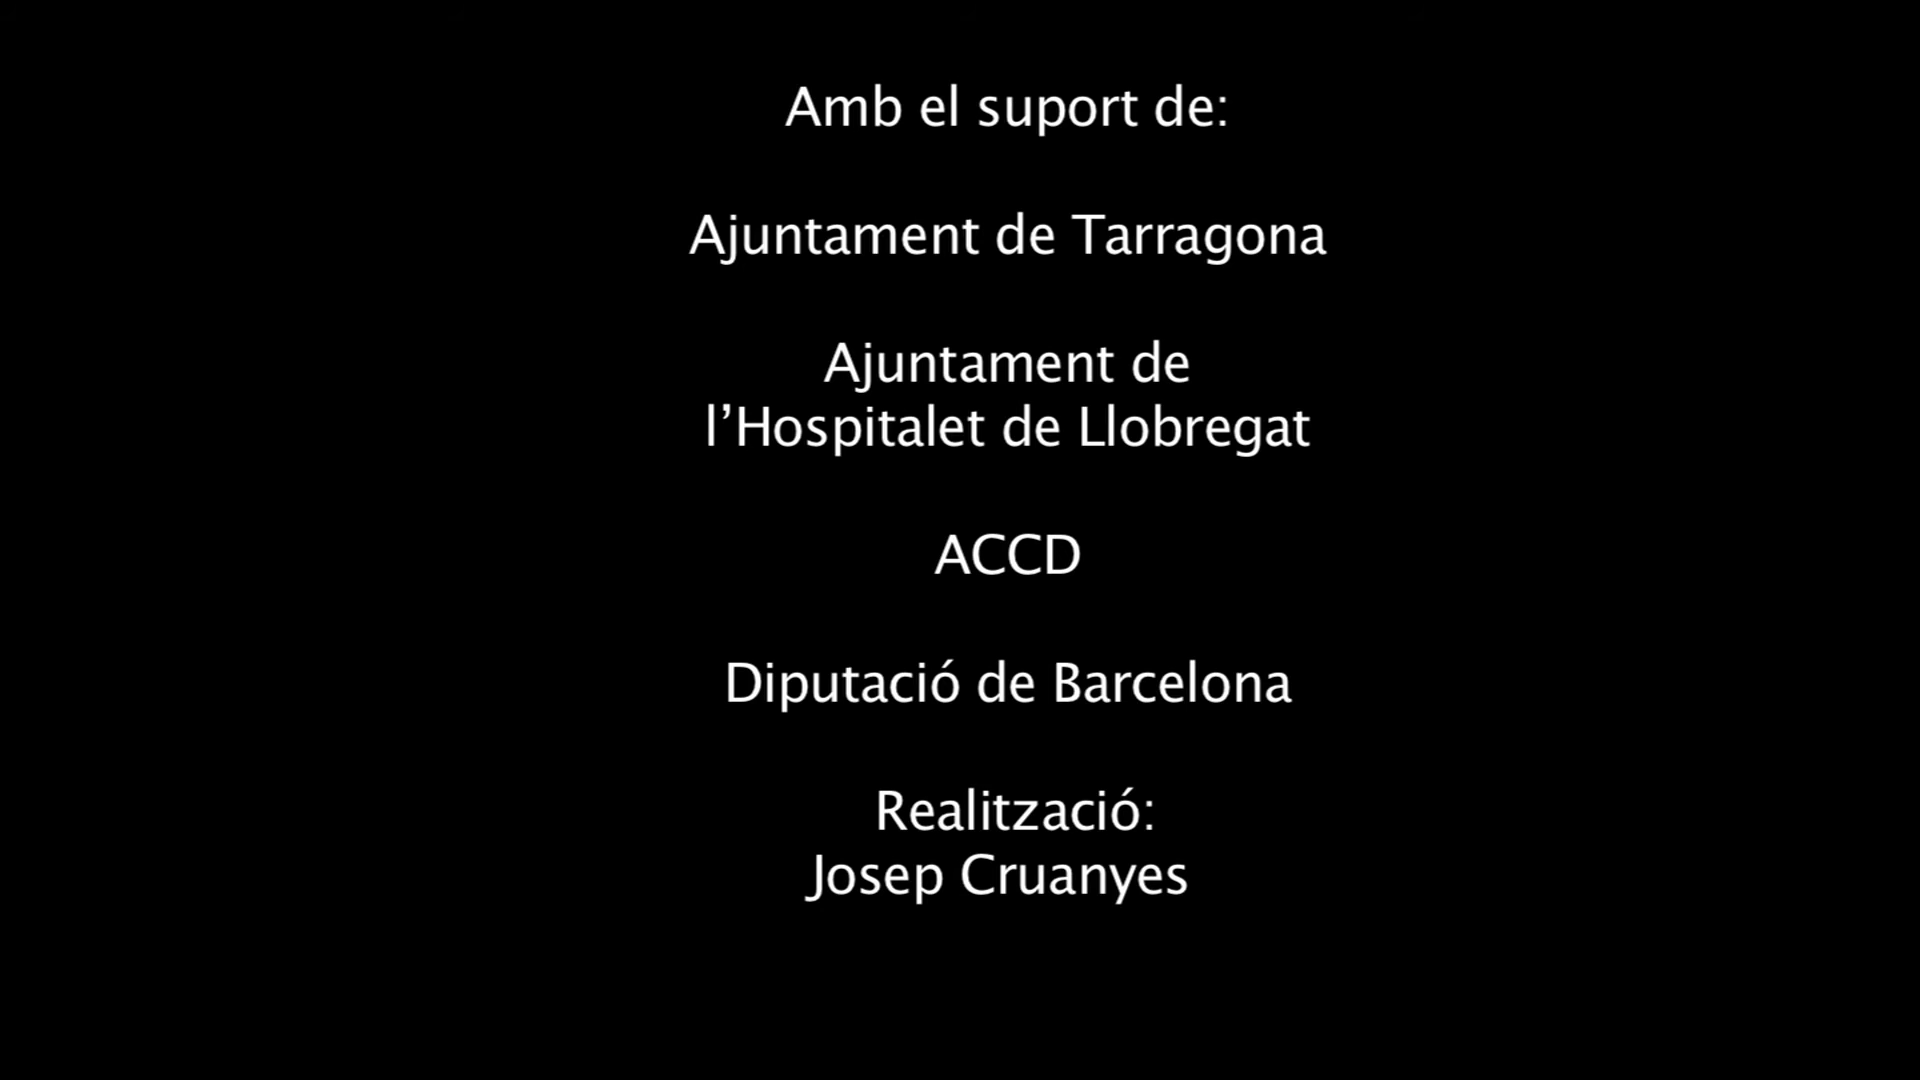 Amb el suport de:
Ajuntament de Tarragona
Ajuntament de
l’Hospitalet de Llobregat
ACCD
Diputació de Barcelona
Realització:
Josep Cruanyes